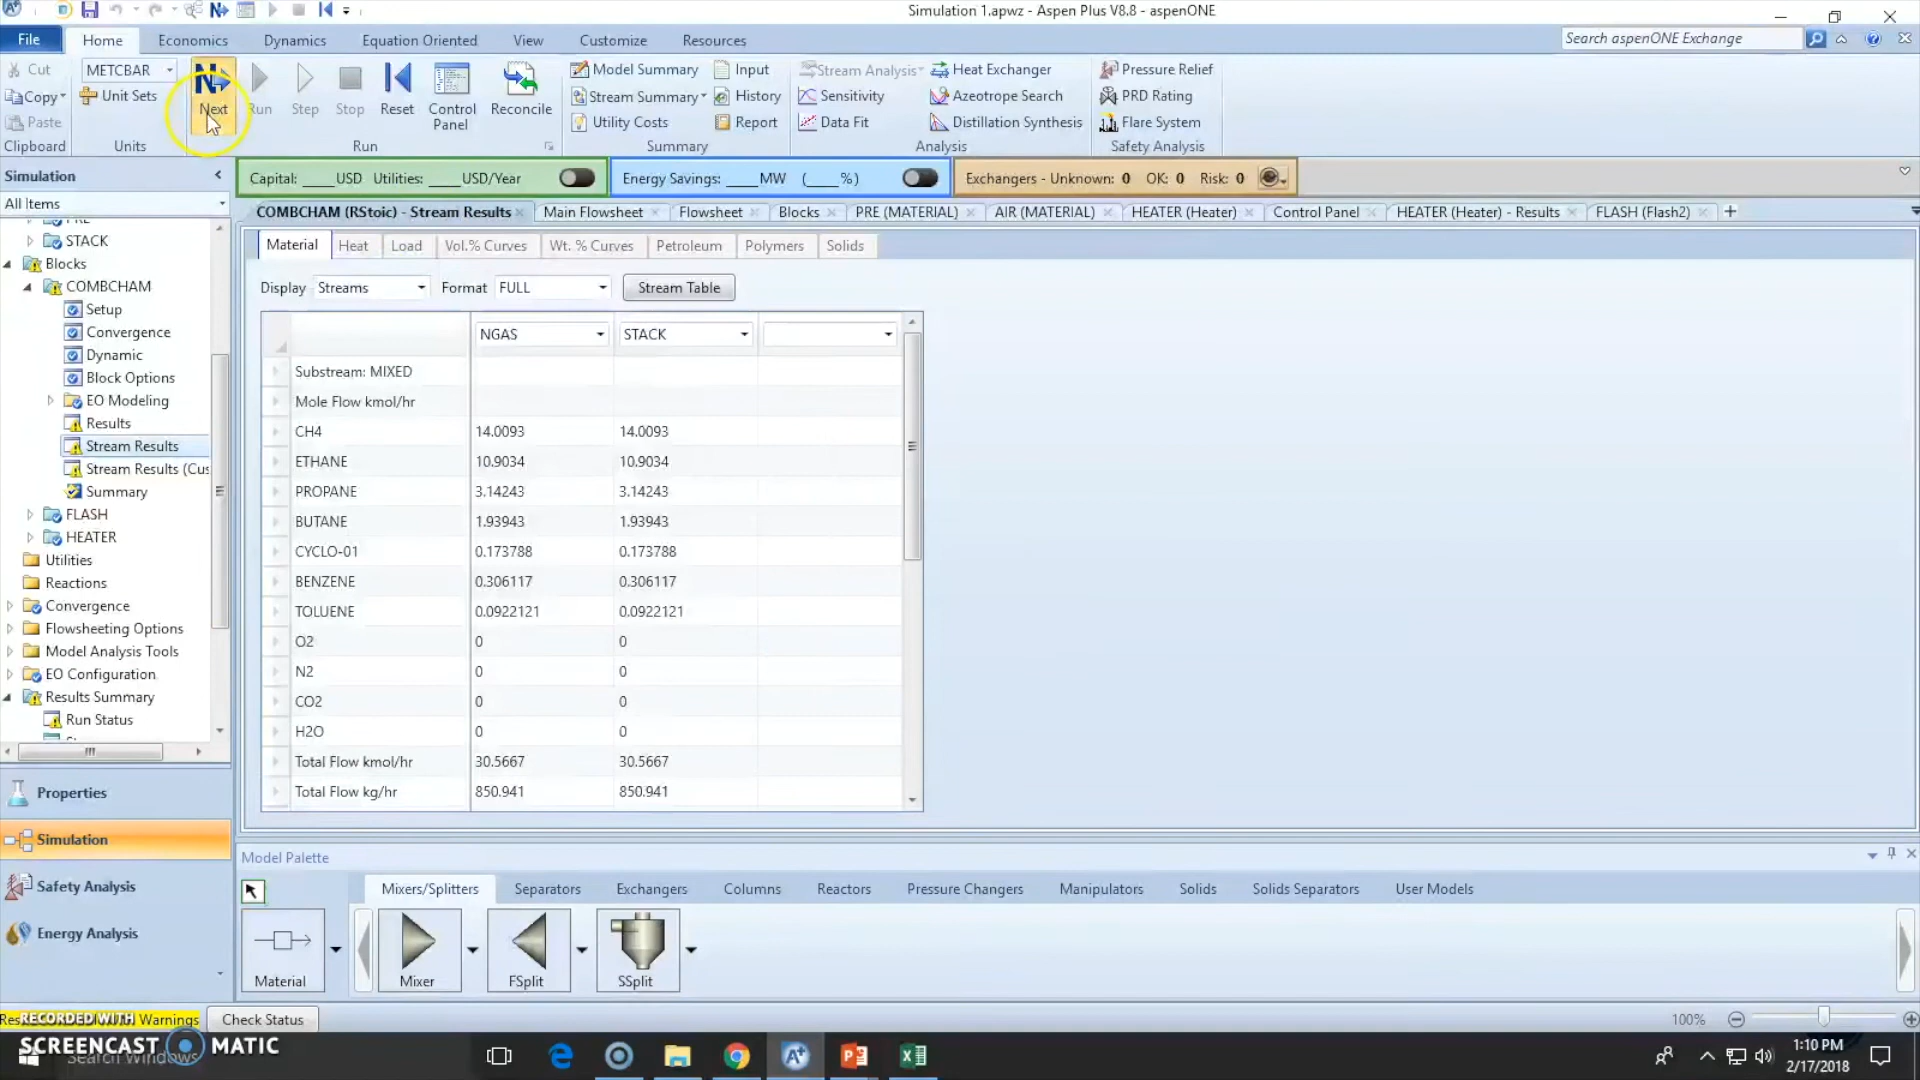 Simulation 1.apwz - Aspen Plus V8.8 - aspenONE
File Home Economics Dynamics Equation Oriented View Customize Resources Search aspenONE Exchange
Cut METCBAR Model Summary Input Stream Analysis Heat Exchanger Pressure Relief
Copy Unit Sets Next Run Step Stop Reset Control Panel Reconcile Stream Summary History Sensitivity Azeotrope Search PRD Rating
Paste Utility Costs Report Data Fit Distillation Synthesis Flare System
Clipboard Units Run Summary Analysis Safety Analysis
Simulation Capital: ____USD Utilities: ____USD/Year Energy Savings: ____MW (____%) Exchangers - Unknown: 0 OK: 0 Risk: 0
All Items COMBCHAM (RStoic) - Stream Results Main Flowsheet Flowsheet Blocks PRE (MATERIAL) AIR (MATERIAL) HEATER (Heater) Control Panel HEATER (Heater) - Results FLASH (Flash2)
PRE
STACK
Blocks
COMBCHAM
Setup
Convergence
Dynamic
Block Options
EO Modeling
Results
Stream Results
Stream Results (Cus
Summary
FLASH
HEATER
Utilities
Reactions
Convergence
Flowsheeting Options
Model Analysis Tools
EO Configuration
Results Summary
Run Status
Properties
Simulation
Safety Analysis
Energy Analysis
Material Heat Load Vol.% Curves Wt. % Curves Petroleum Polymers Solids
Display Streams Format FULL Stream Table
NGAS STACK
Substream: MIXED
Mole Flow kmol/hr
CH4 14.0093 14.0093
ETHANE 10.9034 10.9034
PROPANE 3.14243 3.14243
BUTANE 1.93943 1.93943
CYCLO-01 0.173788 0.173788
BENZENE 0.306117 0.306117
TOLUENE 0.0922121 0.0922121
O2 0 0
N2 0 0
CO2 0 0
H2O 0 0
Total Flow kmol/hr 30.5667 30.5667
Total Flow kg/hr 850.941 850.941
Model Palette
Mixers/Splitters Separators Exchangers Columns Reactors Pressure Changers Manipulators Solids Solids Separators User Models
Material Mixer FSplit SSplit
Warnings Check Status 100%
RECORDED WITH
SCREENCAST MATIC
Search Windows
1:10 PM
2/17/2018